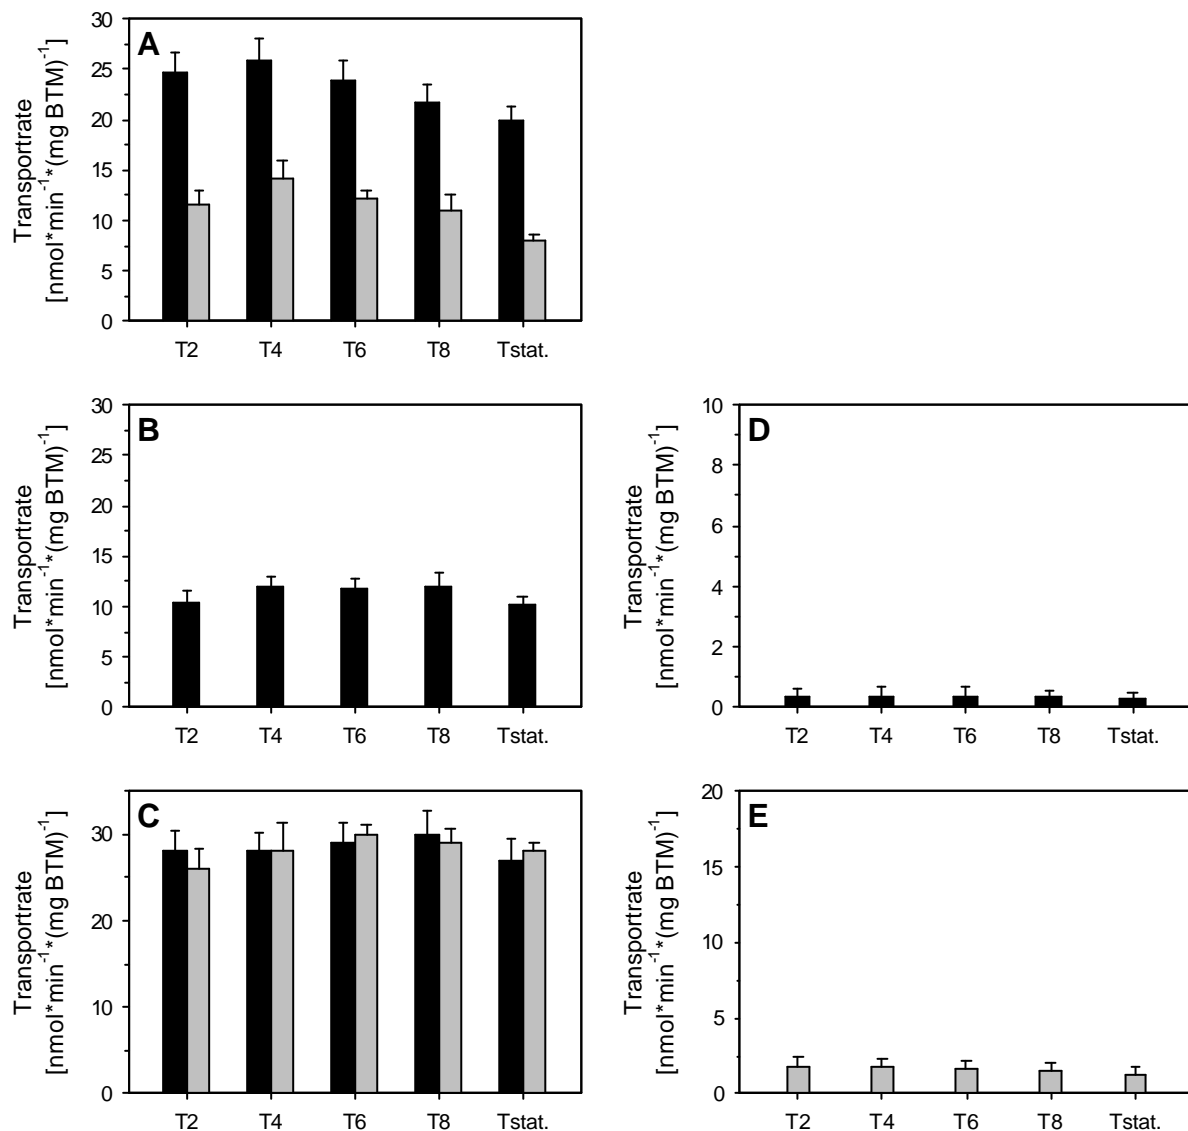 A
Transportrate
[nmol*min⁻¹*(mg BTM)⁻¹]
30
25
20
15
10
5
0
T2 T4 T6 T8 Tstat.
B
Transportrate
[nmol*min⁻¹*(mg BTM)⁻¹]
30
25
20
15
10
5
0
T2 T4 T6 T8 Tstat.
D
Transportrate
[nmol*min⁻¹*(mg BTM)⁻¹]
10
8
6
4
2
0
T2 T4 T6 T8 Tstat.
C
Transportrate
[nmol*min⁻¹*(mg BTM)⁻¹]
30
20
10
0
T2 T4 T6 T8 Tstat.
E
Transportrate
[nmol*min⁻¹*(mg BTM)⁻¹]
20
15
10
5
0
T2 T4 T6 T8 Tstat.